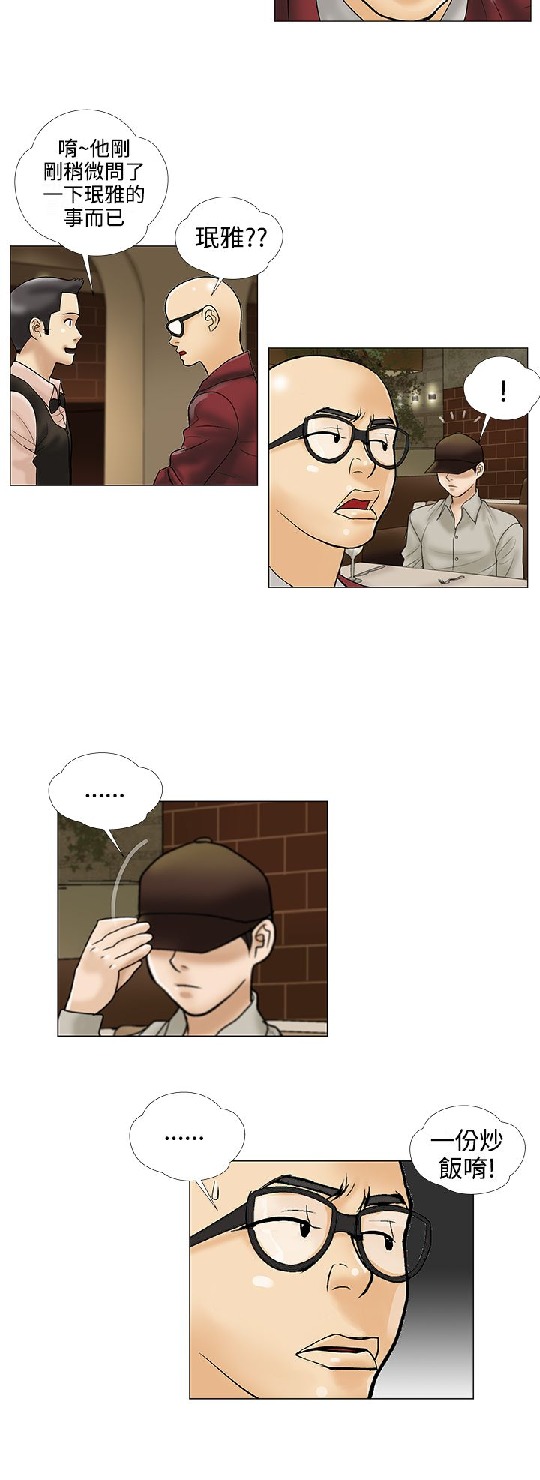 唷~他剛
剛稍微問了
一下珉雅的
事而已
珉雅??
!
......
......
一份炒
飯唷!